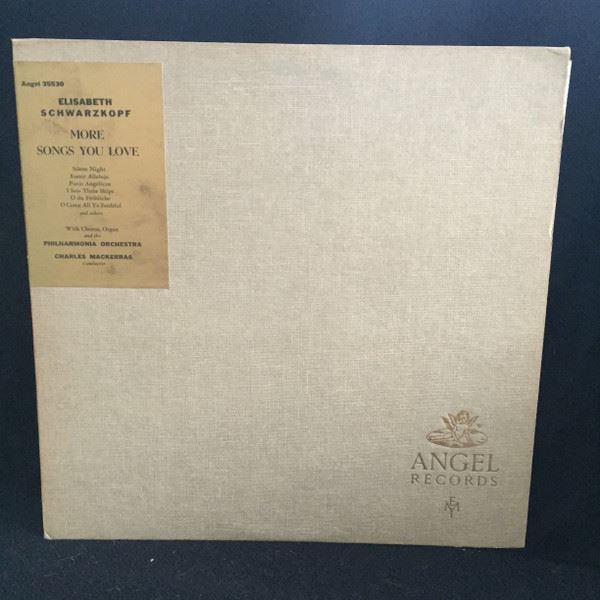 Angel 35530
ELISABETH
SCHWARZKOPF
MORE
SONGS YOU LOVE
Silent Night
Easter Alleluja
Panis Angelicus
I Saw Three Ships
O du Fröhliche
O Come All Ye Faithful
and others
With Chorus, Organ
and the
PHILHARMONIA ORCHESTRA
CHARLES MACKERRAS
Conductor
ANGEL
RECORDS
EMI